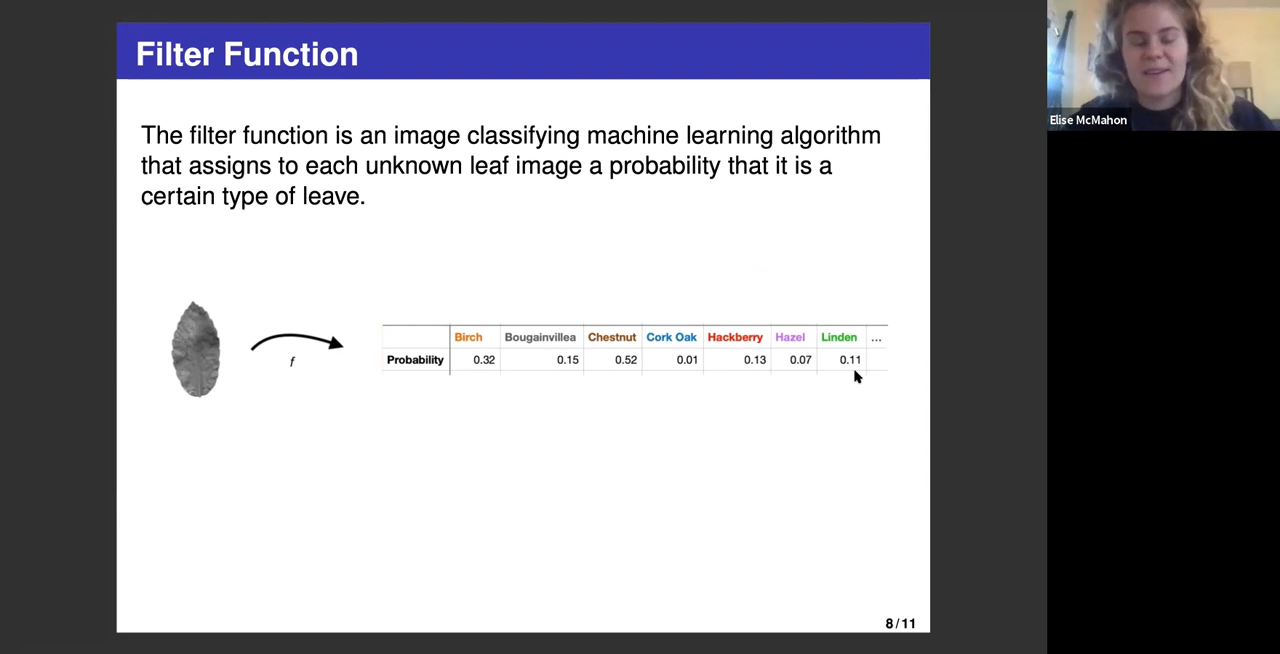 Filter Function
The filter function is an image classifying machine learning algorithm
that assigns to each unknown leaf image a probability that it is a
certain type of leave.
f
Birch Bougainvillea Chestnut Cork Oak Hackberry Hazel Linden ...
Probability 0.32 0.15 0.52 0.01 0.13 0.07 0.11
8 / 11
Elise McMahon